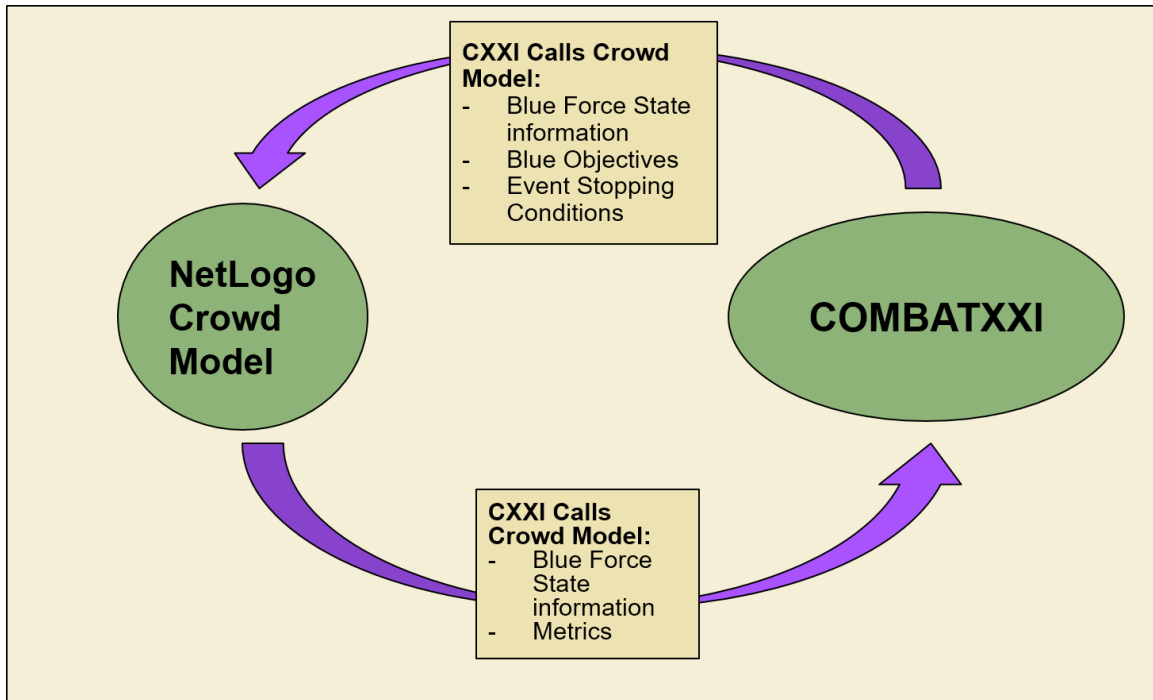 CXXI Calls Crowd
Model:
- Blue Force State
information
- Blue Objectives
- Event Stopping
Conditions
NetLogo
Crowd
Model
COMBATXXI
CXXI Calls
Crowd Model:
- Blue Force
State
information
- Metrics